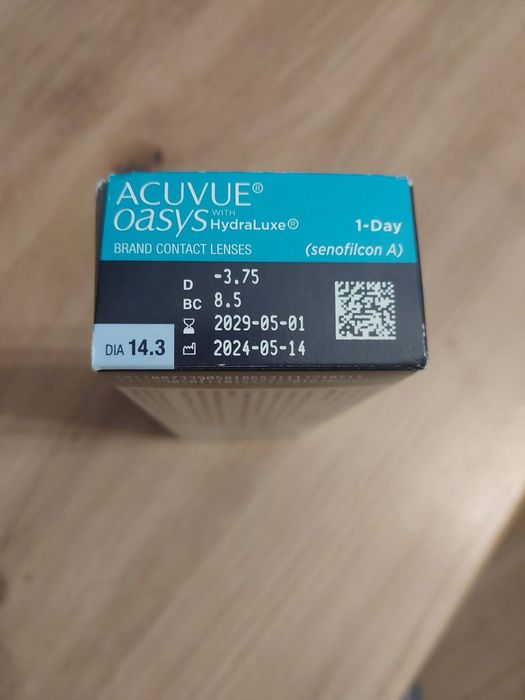 ACUVUE®
oasys WITH HydraLuxe® 1-Day
BRAND CONTACT LENSES (senofilcon A)
D -3.75
BC 8.5
2029-05-01
DIA 14.3 2024-05-14